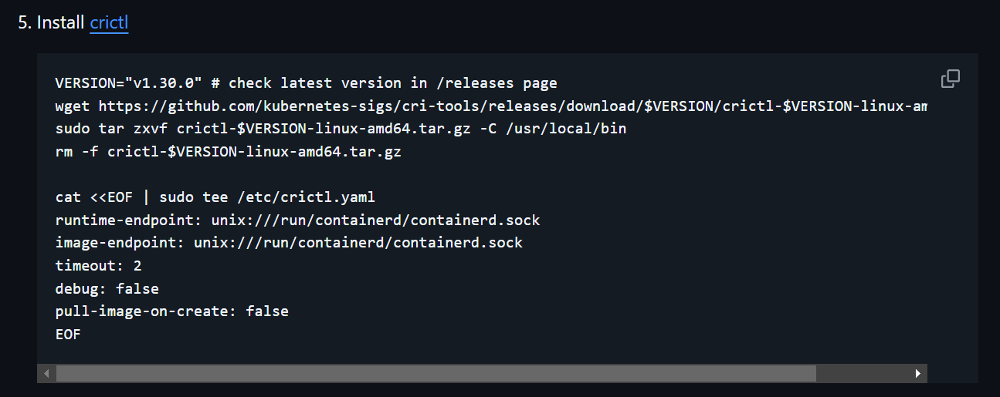 5. Install crictl
VERSION="v1.30.0" # check latest version in /releases page
wget https://github.com/kubernetes-sigs/cri-tools/releases/download/$VERSION/crictl-$VERSION-linux-am
sudo tar zxvf crictl-$VERSION-linux-amd64.tar.gz -C /usr/local/bin
rm -f crictl-$VERSION-linux-amd64.tar.gz
cat <<EOF | sudo tee /etc/crictl.yaml
runtime-endpoint: unix:///run/containerd/containerd.sock
image-endpoint: unix:///run/containerd/containerd.sock
timeout: 2
debug: false
pull-image-on-create: false
EOF